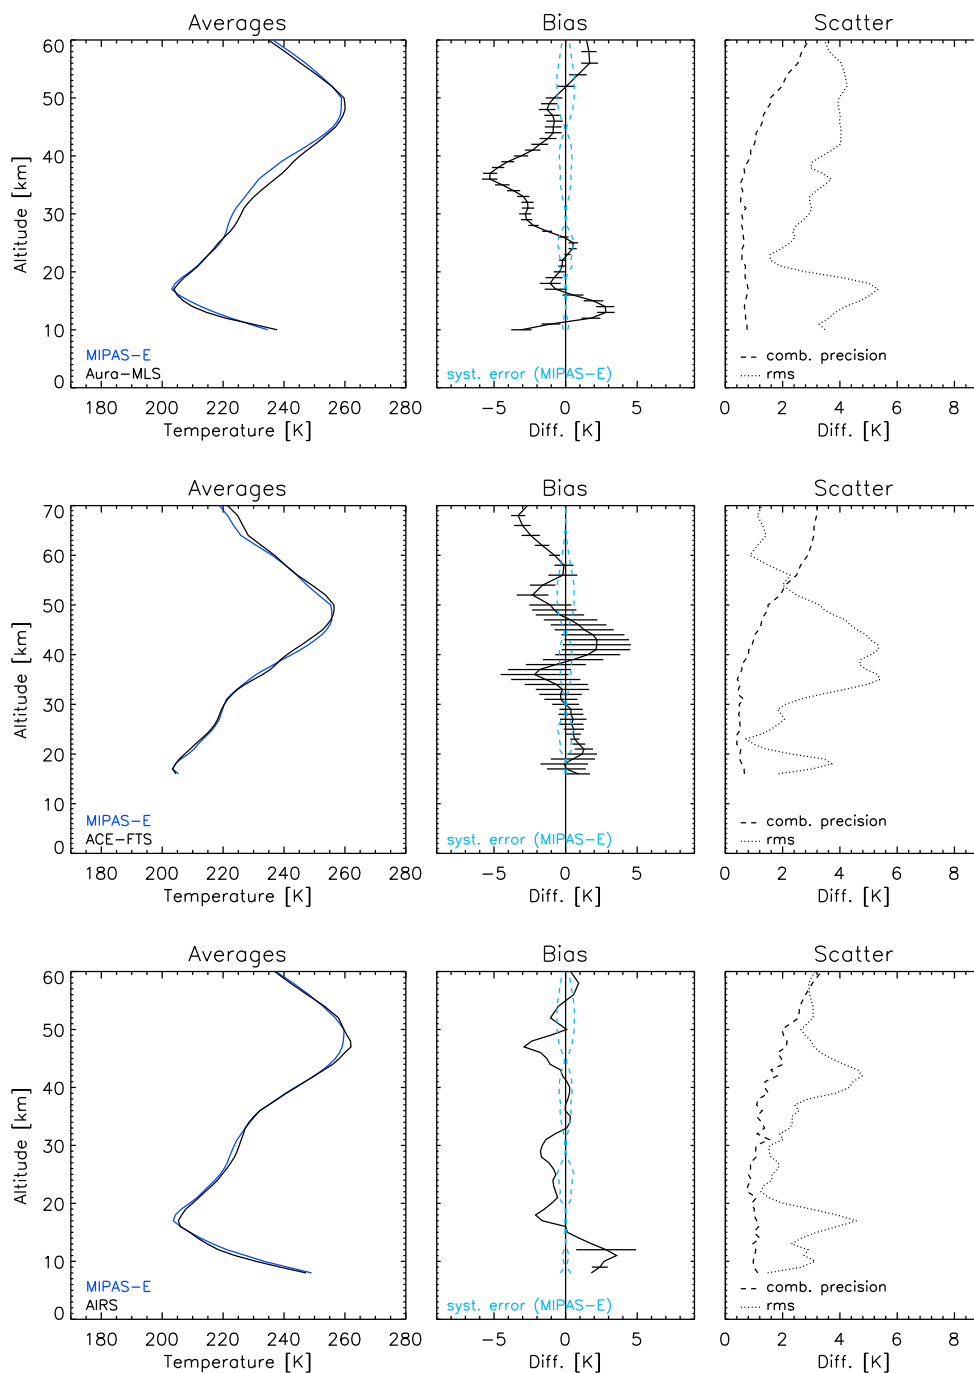 Averages Bias Scatter
60
50
40
30
20
10
0
Altitude [km]
MIPAS-E
Aura-MLS
syst. error (MIPAS-E)
comb. precision
rms
180 200 220 240 260 280 -5 0 5 0 2 4 6 8
Temperature [K] Diff. [K] Diff. [K]
Averages Bias Scatter
70
60
50
40
30
20
10
0
Altitude [km]
MIPAS-E
ACE-FTS
syst. error (MIPAS-E)
comb. precision
rms
180 200 220 240 260 280 -5 0 5 0 2 4 6 8
Temperature [K] Diff. [K] Diff. [K]
Averages Bias Scatter
60
50
40
30
20
10
0
Altitude [km]
MIPAS-E
AIRS
syst. error (MIPAS-E)
comb. precision
rms
180 200 220 240 260 280 -5 0 5 0 2 4 6 8
Temperature [K] Diff. [K] Diff. [K]